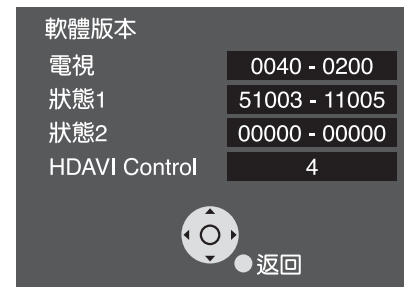 軟體版本
電視 0040 - 0200
狀態1 51003 - 11005
狀態2 00000 - 00000
HDAVI Control 4
返回